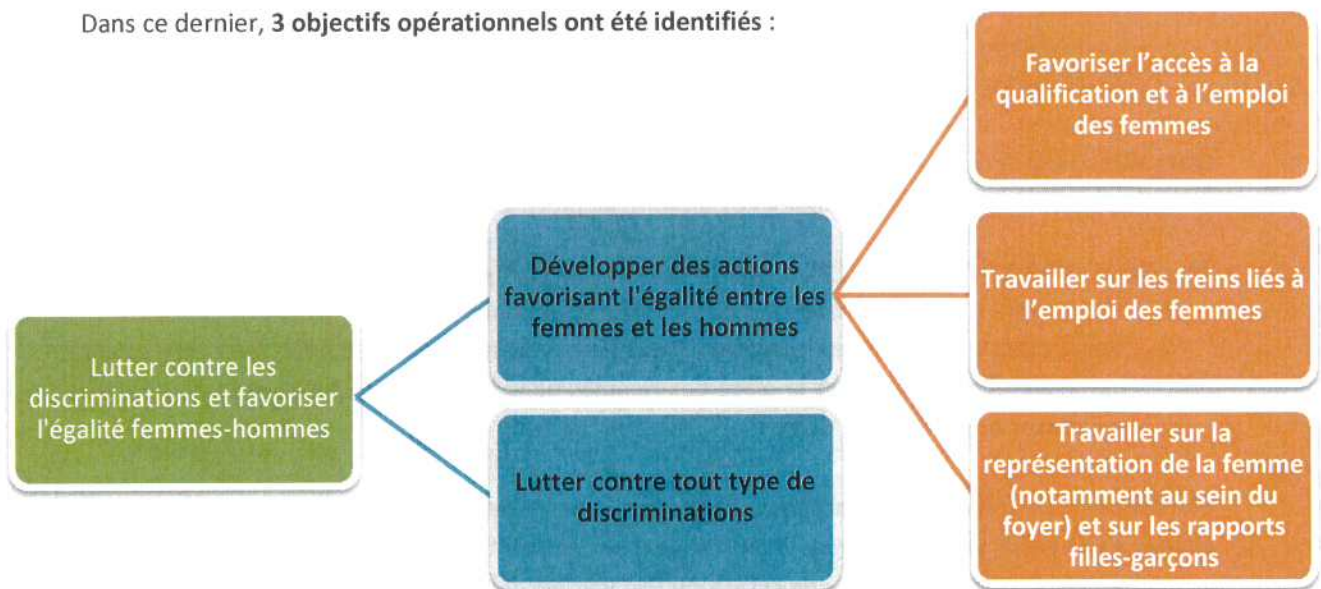 Dans ce dernier, 3 objectifs opérationnels ont été identifiés :
Lutter contre les
discriminations et favoriser
l'égalité femmes-hommes
Développer des actions
favorisant l'égalité entre les
femmes et les hommes
Lutter contre tout type de
discriminations
Favoriser l'accès à la
qualification et à l'emploi
des femmes
Travailler sur les freins liés à
l'emploi des femmes
Travailler sur la
représentation de la femme
(notamment au sein du
foyer) et sur les rapports
filles-garçons